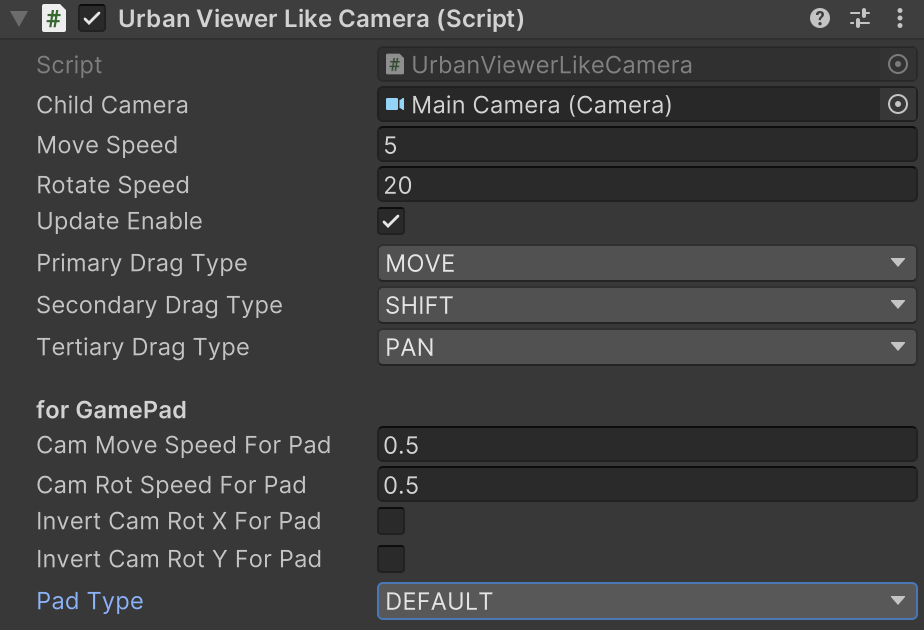 # Urban Viewer Like Camera (Script)
Script # UrbanViewerLikeCamera
Child Camera Main Camera (Camera)
Move Speed 5
Rotate Speed 20
Update Enable
Primary Drag Type MOVE
Secondary Drag Type SHIFT
Tertiary Drag Type PAN
for GamePad
Cam Move Speed For Pad 0.5
Cam Rot Speed For Pad 0.5
Invert Cam Rot X For Pad
Invert Cam Rot Y For Pad
Pad Type DEFAULT